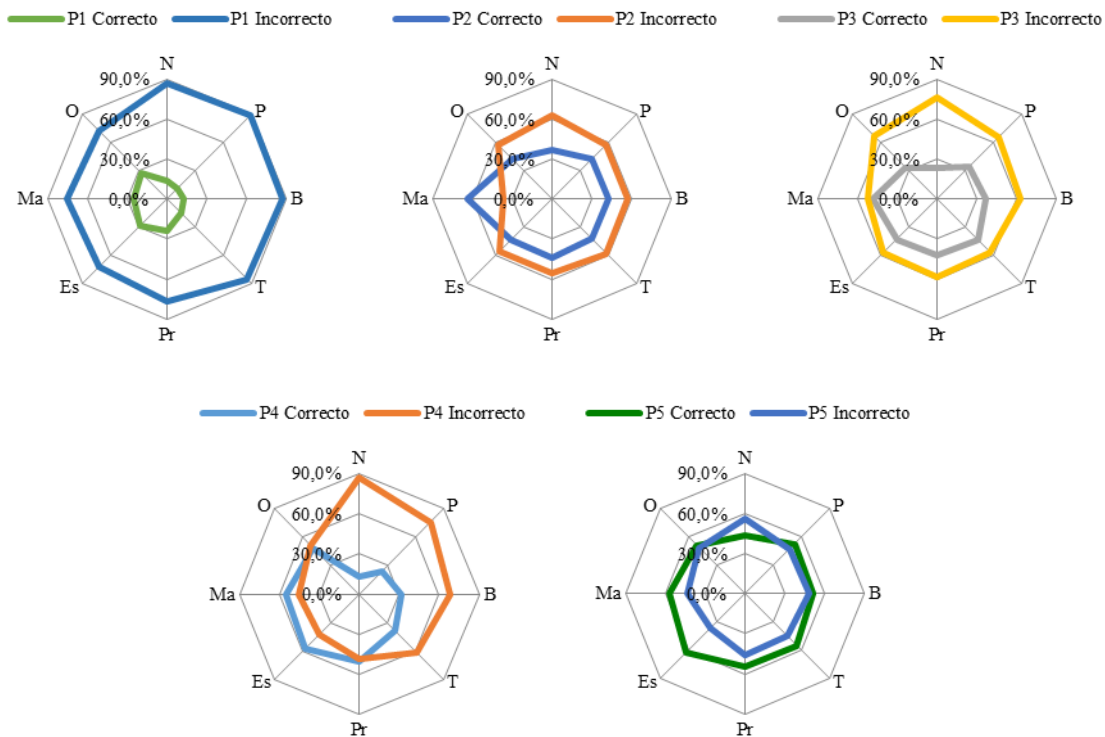 P1 Correcto P1 Incorrecto
N
90,0%
O P
60,0%
30,0%
Ma 0,0% B
Es T
Pr
P2 Correcto P2 Incorrecto
N
90,0%
O P
60,0%
30,0%
Ma 0,0% B
Es T
Pr
P3 Correcto P3 Incorrecto
N
90,0%
O P
60,0%
30,0%
Ma 0,0% B
Es T
Pr
P4 Correcto P4 Incorrecto
N
90,0%
O P
60,0%
30,0%
Ma 0,0% B
Es T
Pr
P5 Correcto P5 Incorrecto
N
90,0%
O P
60,0%
30,0%
Ma 0,0% B
Es T
Pr